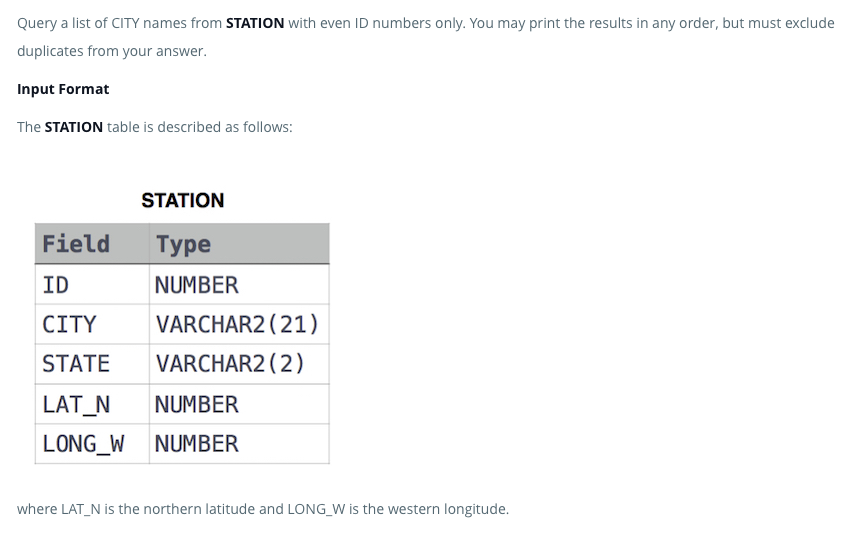 Query a list of CITY names from STATION with even ID numbers only. You may print the results in any order, but must exclude
duplicates from your answer.
Input Format
The STATION table is described as follows:
STATION
Field Type
ID NUMBER
CITY VARCHAR2(21)
STATE VARCHAR2(2)
LAT_N NUMBER
LONG_W NUMBER
where LAT_N is the northern latitude and LONG_W is the western longitude.